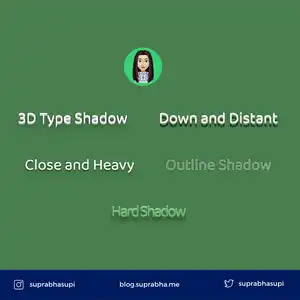 3D Type Shadow
Down and Distant
Close and Heavy
Outline Shadow
Hard Shadow
suprabhasupi
blog.suprabha.me
suprabhasupi